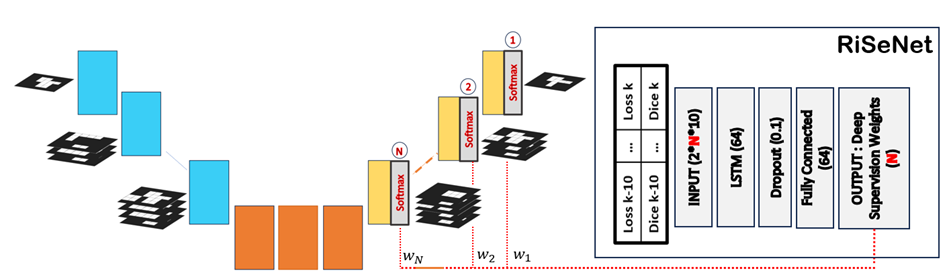 RiSeNet
1
Softmax
2
Softmax
N
Softmax
w_N
w_2
w_1
Loss k-10
...
Loss k
Dice k-10
...
Dice k
INPUT (2*N*10)
LSTM (64)
Dropout (0.1)
Fully Connected
(64)
OUTPUT : Deep
Supervision Weights
(N)